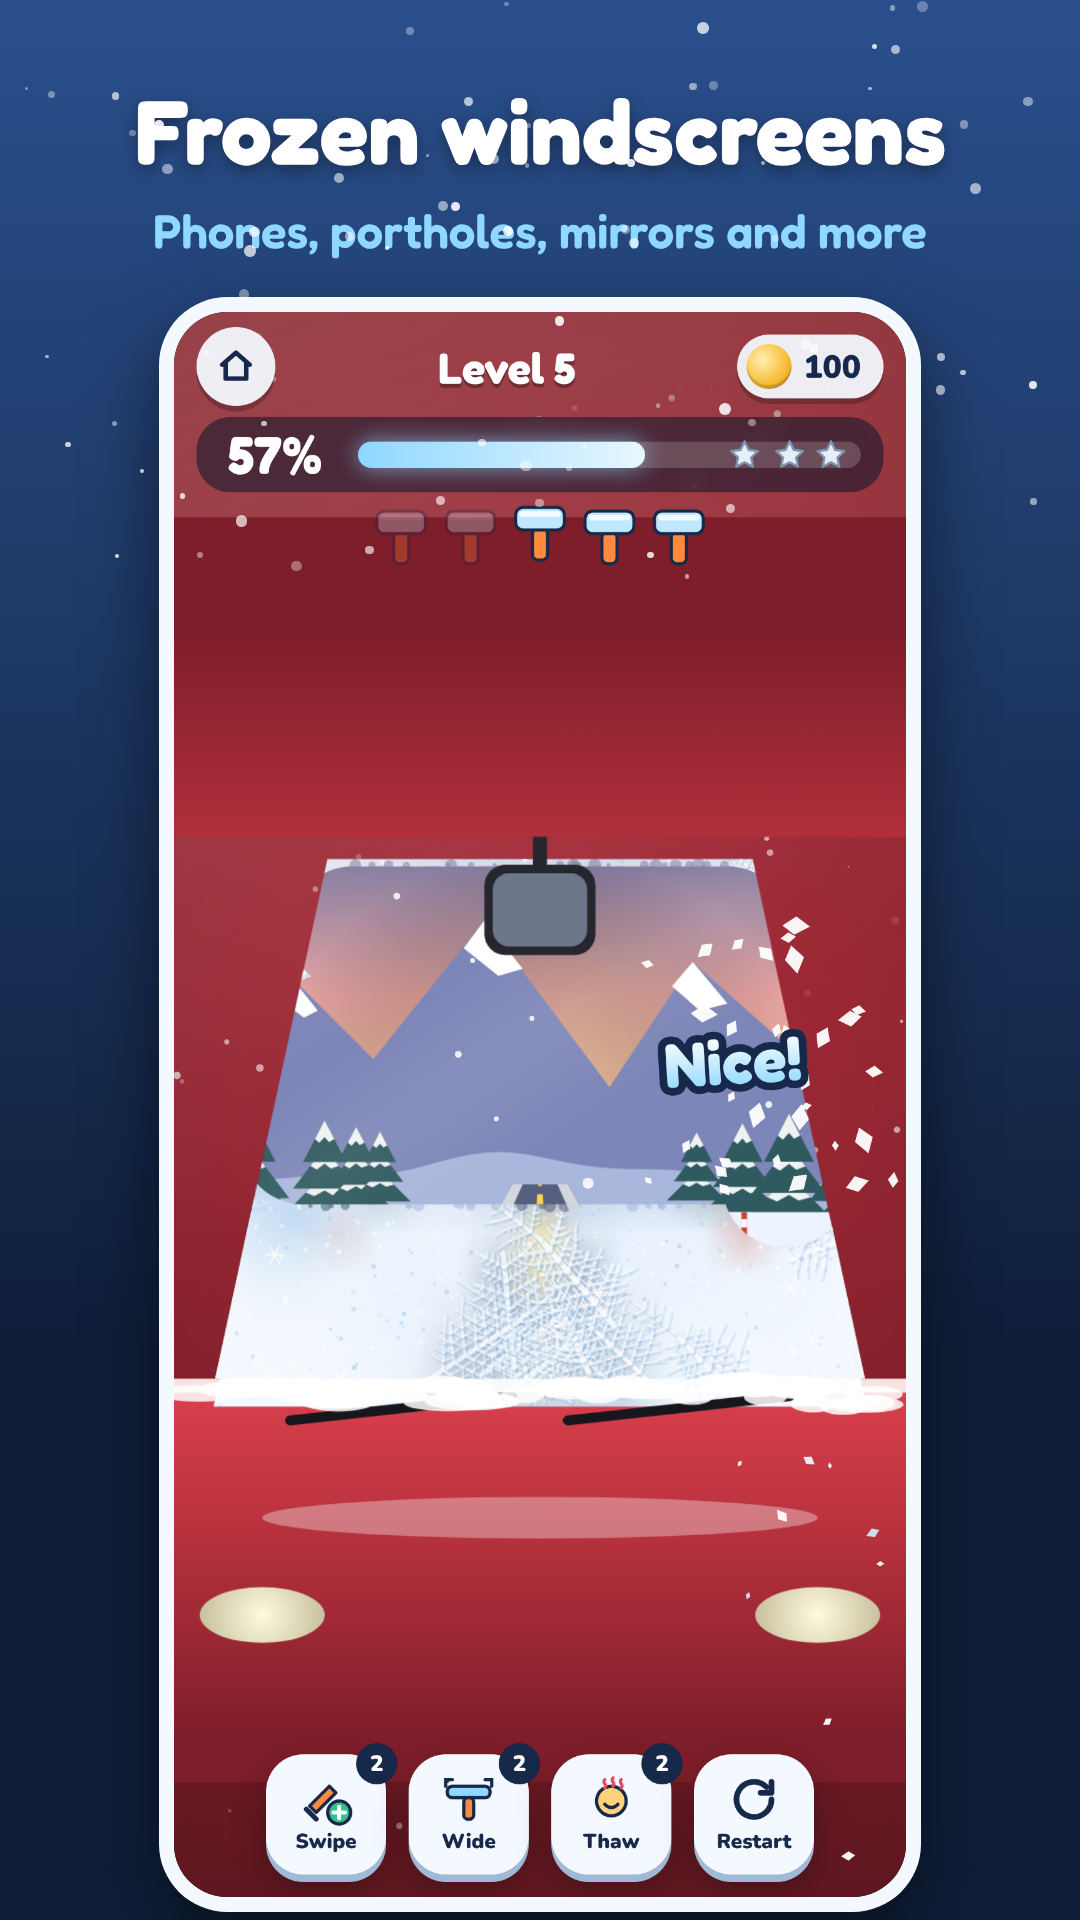 Frozen windscreens
Phones, portholes, mirrors and more
Level 5
100
57%
Nice!
2
2
2
Swipe
Wide
Thaw
Restart